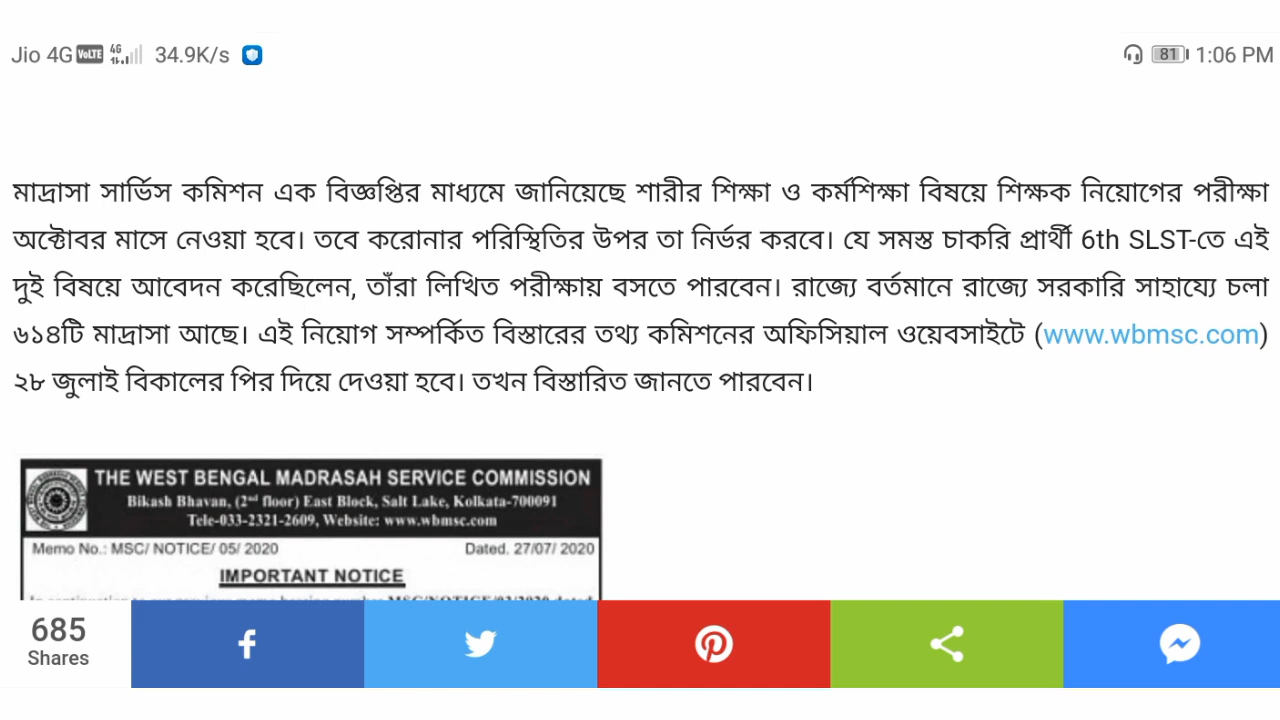 Jio 4G VoLTE 4G 34.9K/s 81 1:06 PM
মাদ্রাসা সার্ভিস কমিশন এক বিজ্ঞপ্তির মাধ্যমে জানিয়েছে শারীর শিক্ষা ও কর্মশিক্ষা বিষয়ে শিক্ষক নিয়োগের পরীক্ষা
অক্টোবর মাসে নেওয়া হবে। তবে করোনার পরিস্থিতির উপর তা নির্ভর করবে। যে সমস্ত চাকরি প্রার্থী 6th SLST-তে এই
দুই বিষয়ে আবেদন করেছিলেন, তাঁরা লিখিত পরীক্ষায় বসতে পারবেন। রাজ্যে বর্তমানে রাজ্যে সরকারি সাহায্যে চলা
৬১৪টি মাদ্রাসা আছে। এই নিয়োগ সম্পর্কিত বিস্তারের তথ্য কমিশনের অফিসিয়াল ওয়েবসাইটে (www.wbmsc.com)
২৮ জুলাই বিকালের পির দিয়ে দেওয়া হবে। তখন বিস্তারিত জানতে পারবেন।
THE WEST BENGAL MADRASAH SERVICE COMMISSION
Bikash Bhavan, (2nd floor) East Block, Salt Lake, Kolkata-700091
Tele-033-2321-2609, Website: www.wbmsc.com
Memo No.: MSC/ NOTICE/ 05/ 2020 Dated. 27/07/ 2020
IMPORTANT NOTICE
685
Shares